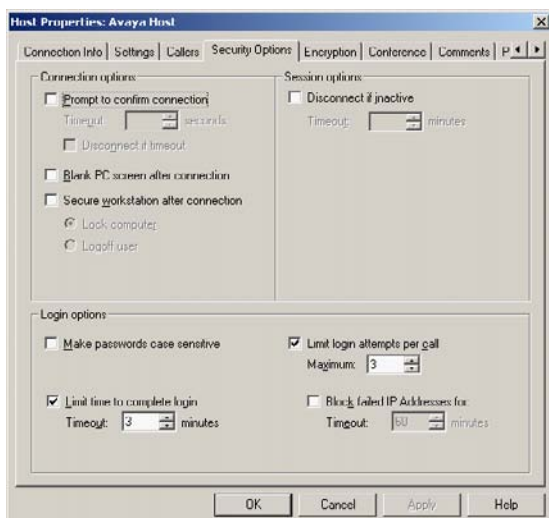 Host Properties: Avaya Host
Connection Info
Settings
Callers
Security Options
Encryption
Conference
Comments
P
Connection options
Prompt to confirm connection
Timeout seconds
Disconnect if timeout
Blank PC screen after connection
Secure workstation after connection
Lock computer
Logoff user
Session options
Disconnect if inactive
Timeout: minutes
Login options
Make passwords case sensitive
Limit time to complete login
Timeout: 3 minutes
Limit login attempts per call
Maximum: 3
Block failed IP Addresses for:
Timeout: 60 minutes
OK
Cancel
Apply
Help